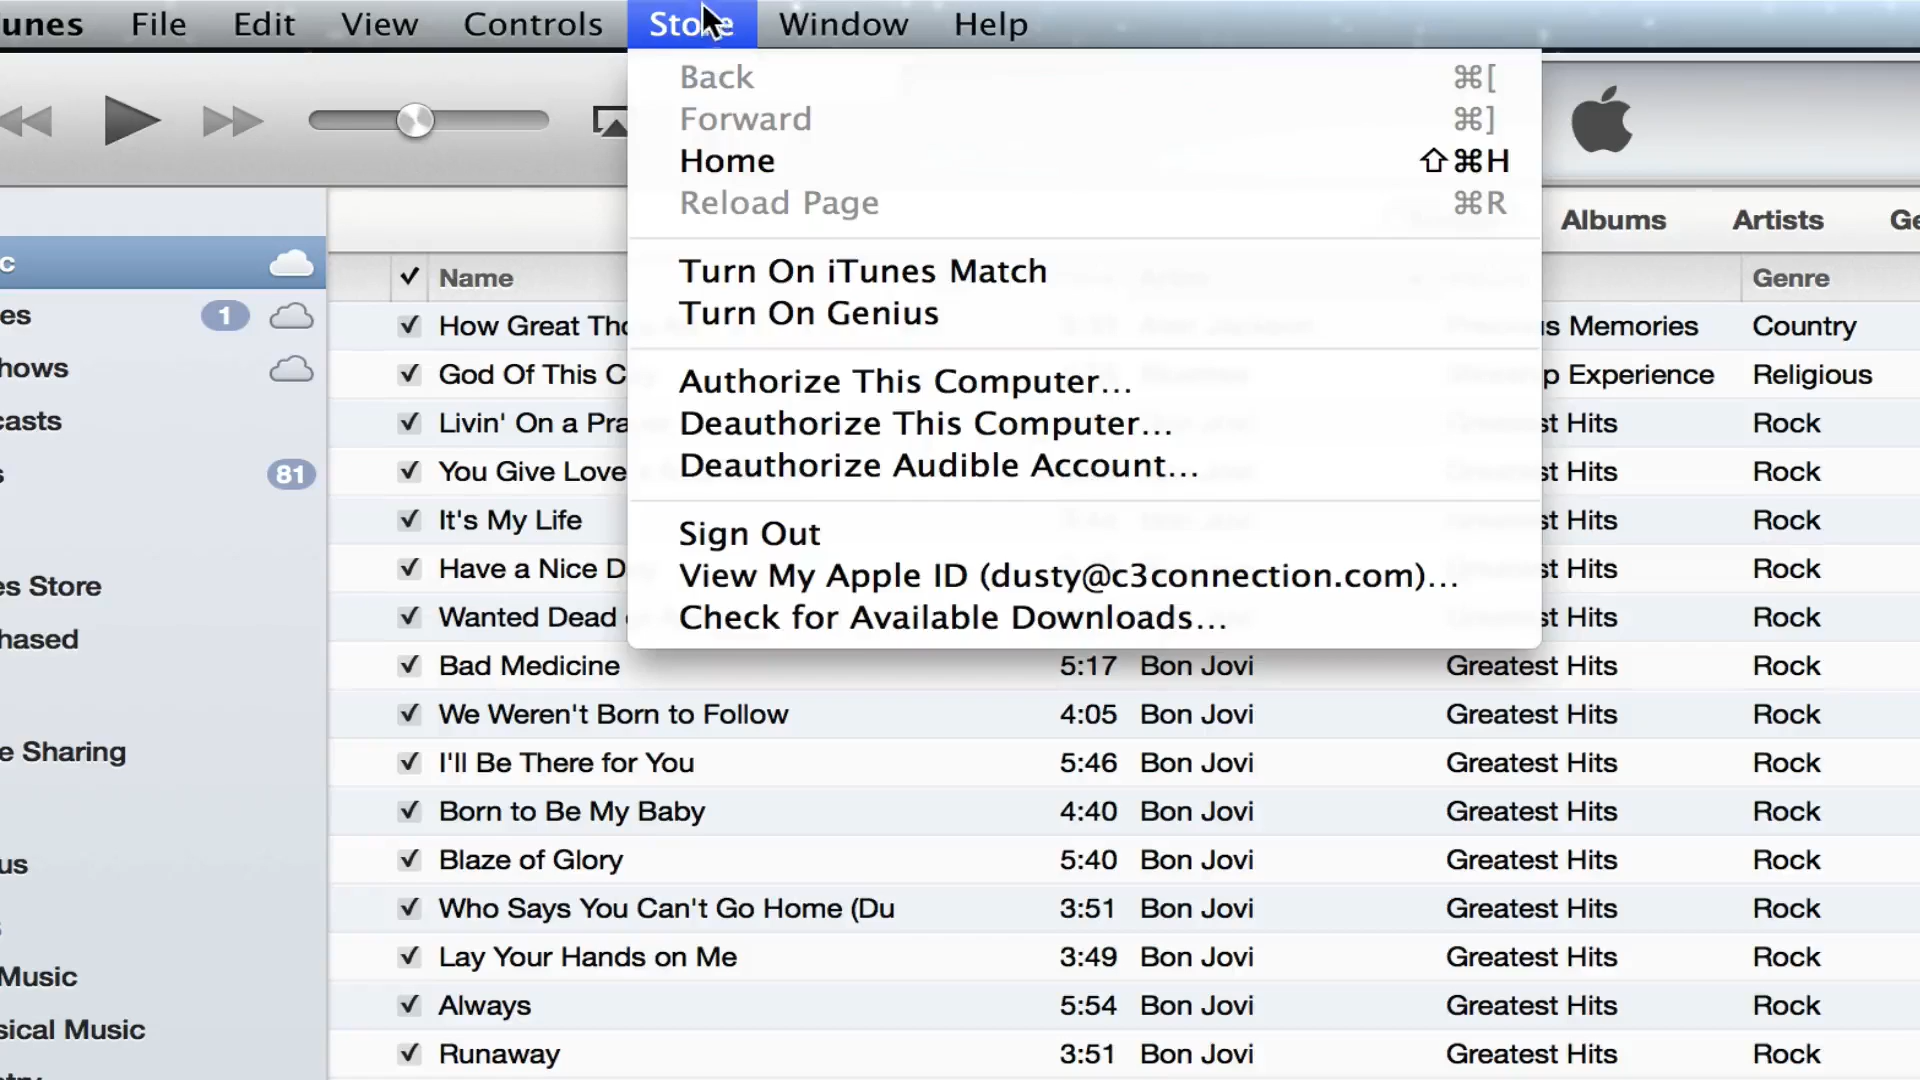 unes File Edit View Controls Store Window Help
Back ⌘[
Forward ⌘]
Home ⇧⌘H
Reload Page ⌘R
Turn On iTunes Match
Turn On Genius
Authorize This Computer...
Deauthorize This Computer...
Deauthorize Audible Account...
Sign Out
View My Apple ID (dusty@c3connection.com)...
Check for Available Downloads...
Albums Artists Ge
c
es 1
hows
casts
s 81
es Store
hased
e Sharing
us
Music
sical Music
✓ Name Genre
✓ How Great Tho s Memories Country
✓ God Of This C p Experience Religious
✓ Livin' On a Pra st Hits Rock
✓ You Give Love st Hits Rock
✓ It's My Life st Hits Rock
✓ Have a Nice D st Hits Rock
✓ Wanted Dead st Hits Rock
✓ Bad Medicine 5:17 Bon Jovi Greatest Hits Rock
✓ We Weren't Born to Follow 4:05 Bon Jovi Greatest Hits Rock
✓ I'll Be There for You 5:46 Bon Jovi Greatest Hits Rock
✓ Born to Be My Baby 4:40 Bon Jovi Greatest Hits Rock
✓ Blaze of Glory 5:40 Bon Jovi Greatest Hits Rock
✓ Who Says You Can't Go Home (Du 3:51 Bon Jovi Greatest Hits Rock
✓ Lay Your Hands on Me 3:49 Bon Jovi Greatest Hits Rock
✓ Always 5:54 Bon Jovi Greatest Hits Rock
✓ Runaway 3:51 Bon Jovi Greatest Hits Rock